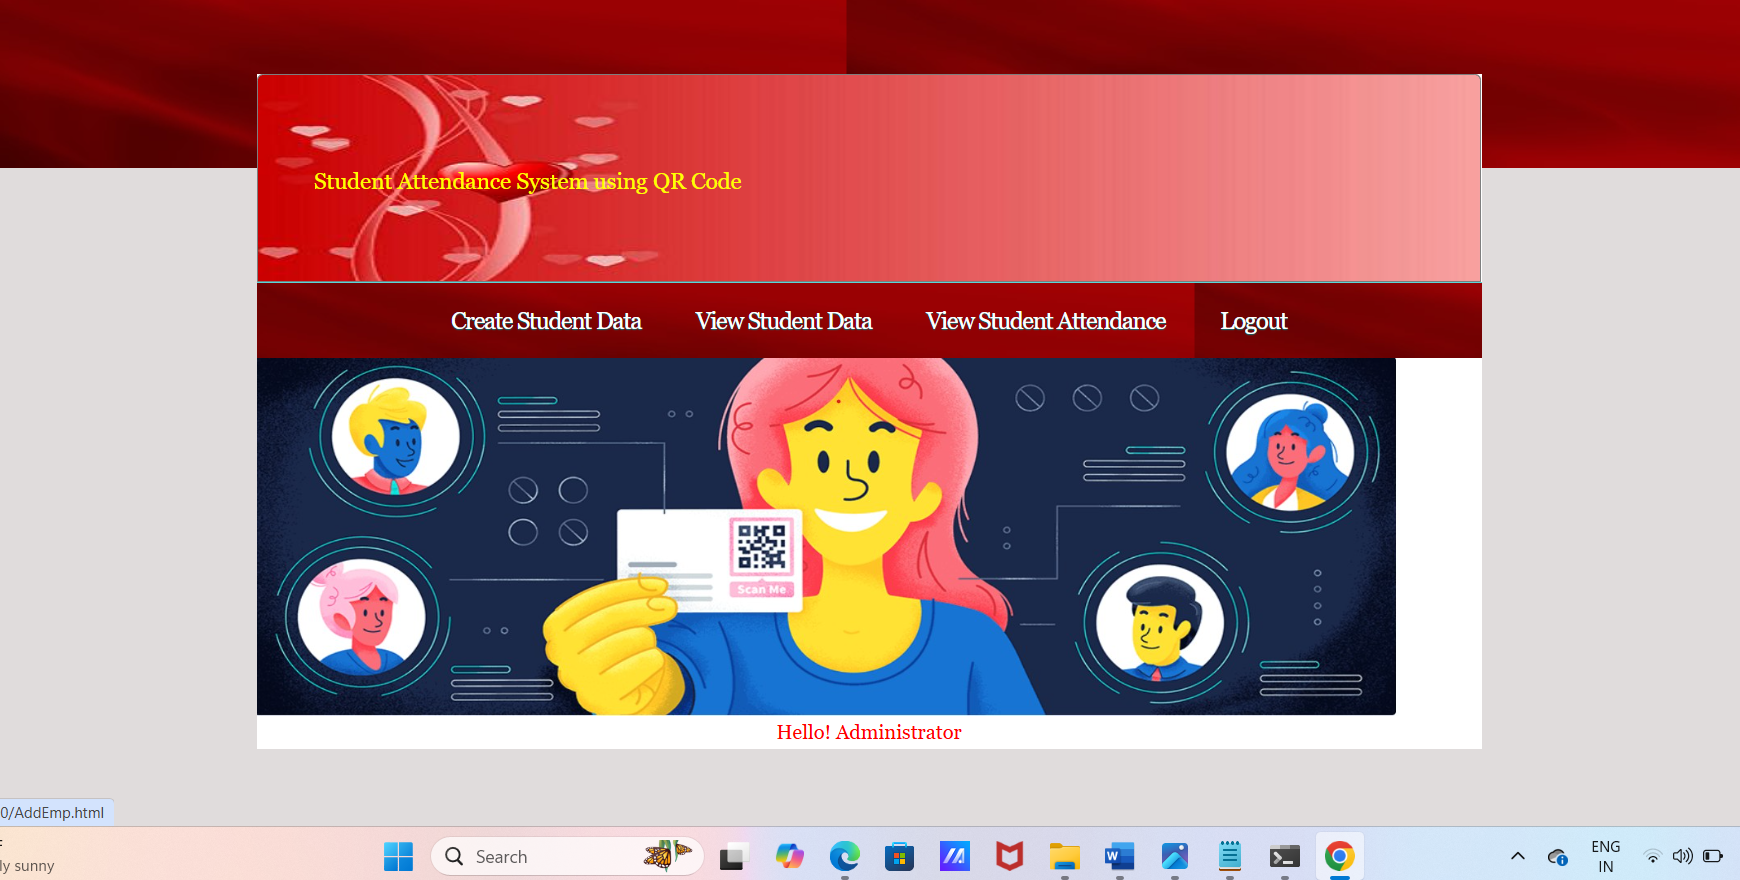 Student Attendance System using QR Code
Create Student Data View Student Data View Student Attendance Logout
Scan Me
Hello! Administrator
0/AddEmp.html
ly sunny
Search
ENG
IN